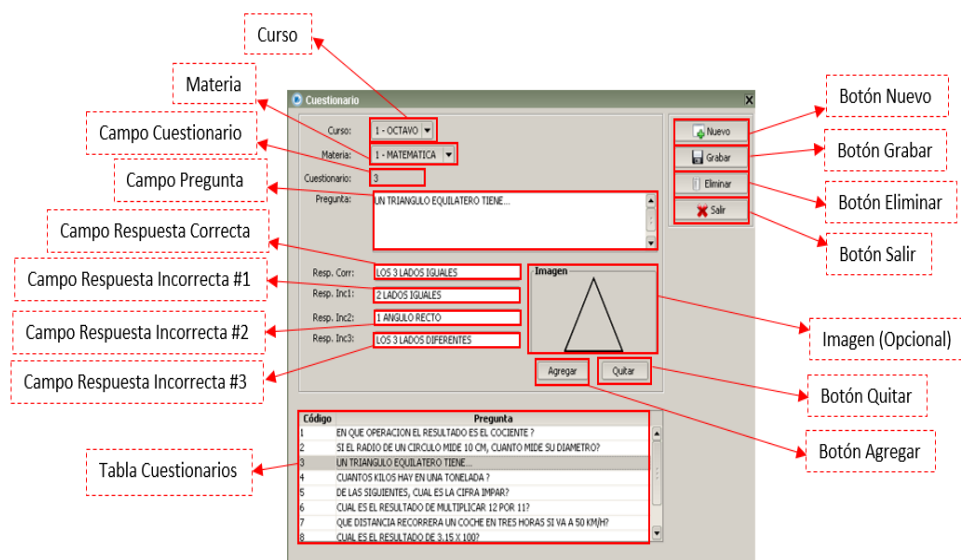 Curso
Materia
Campo Cuestionario
Campo Pregunta
Campo Respuesta Correcta
Campo Respuesta Incorrecta #1
Campo Respuesta Incorrecta #2
Campo Respuesta Incorrecta #3
Tabla Cuestionarios
Cuestionario
Curso: 1 - OCTAVO
Materia: 1 - MATEMATICA
Cuestionario: 3
Pregunta: UN TRIANGULO EQUILATERO TIENE...
Resp. Corr: LOS 3 LADOS IGUALES
Resp. Inc1: 2 LADOS IGUALES
Resp. Inc2: 1 ANGULO RECTO
Resp. Inc3: LOS 3 LADOS DIFERENTES
Imagen
Agregar Quitar
Código Pregunta
1 EN QUE OPERACION EL RESULTADO ES EL COCIENTE ?
2 SI EL RADIO DE UN CIRCULO MIDE 10 CM, CUANTO MIDE SU DIAMETRO?
3 UN TRIANGULO EQUILATERO TIENE...
4 CUANTOS KILOS HAY EN UNA TONELADA ?
5 DE LAS SIGUIENTES, CUAL ES LA CIFRA IMPAR?
6 CUAL ES EL RESULTADO DE MULTIPLICAR 12 POR 11?
7 QUE DISTANCIA RECORRERA UN COCHE EN TRES HORAS SI VA A 50 KM/H?
8 CUAL ES EL RESULTADO DE 3.15 X 100?
Nuevo
Grabar
Eliminar
Salir
Botón Nuevo
Botón Grabar
Botón Eliminar
Botón Salir
Imagen (Opcional)
Botón Quitar
Botón Agregar